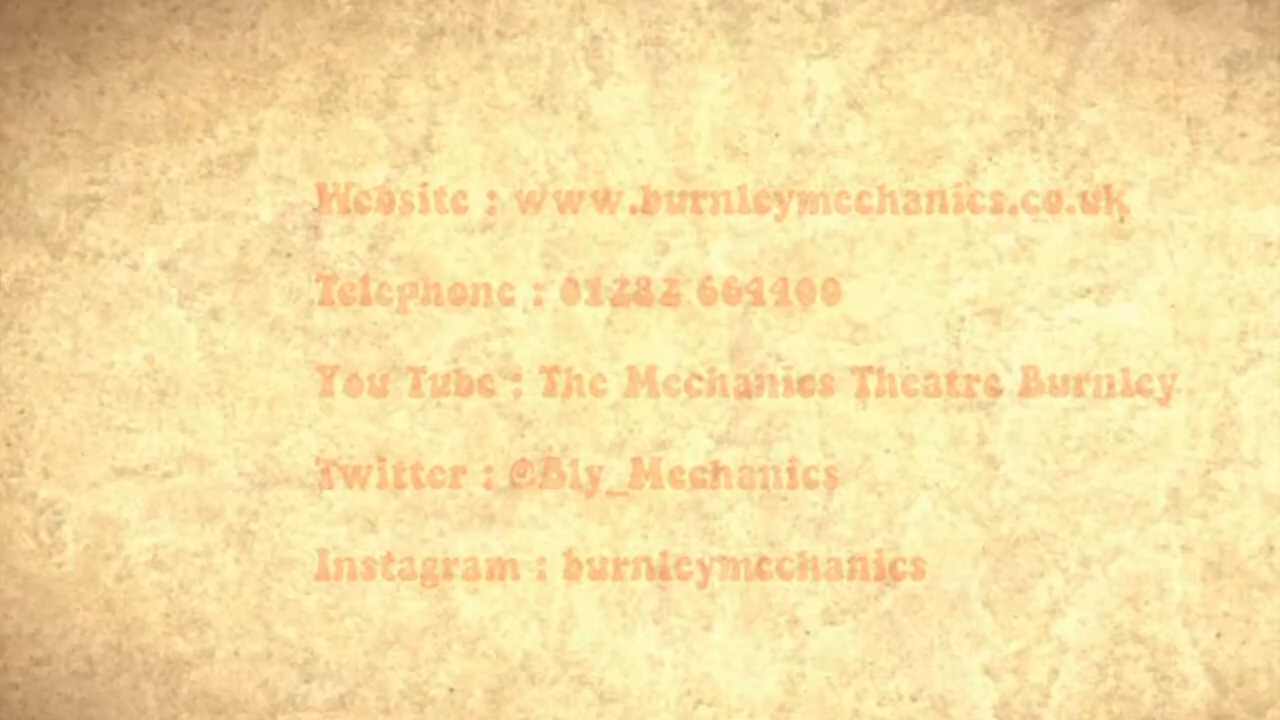 Website : www.burnleymechanics.co.uk
Telephone : 01282 664400
You Tube : The Mechanics Theatre Burnley
Twitter : @Bly_Mechanics
Instagram : burnleymechanics